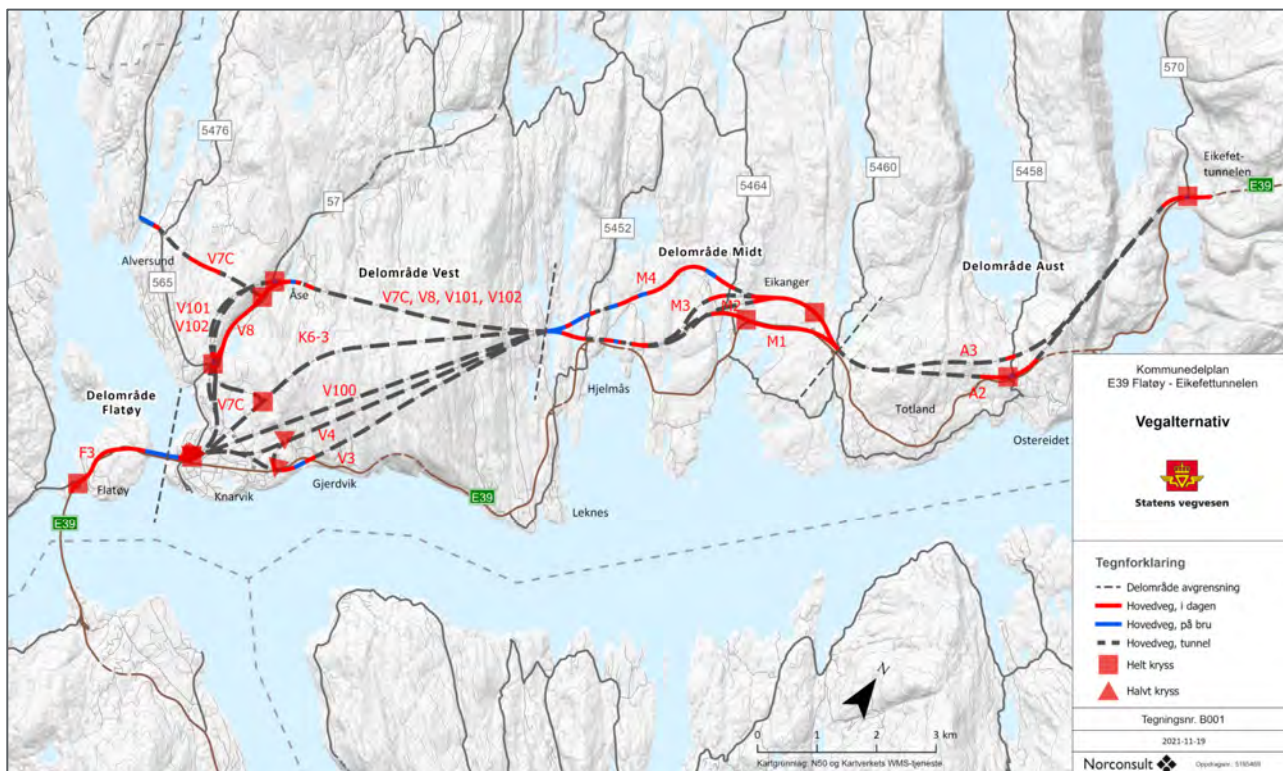 570
5476
Eikefet-
tunnelen
E39
5460
5458
5464
57
5452
Alversund
565
V7C
Åse
Delområde Vest
V7C, V8, V101, V102
Delområde Midt
M4
Eikanger
Delområde Aust
V101
V102
V8
K6-3
M3
M2
M1
A3
A2
V100
V7C
V4
V3
Hjelmås
Totland
Ostereidet
Delområde
Flatøy
F3
Flatøy
Knarvik
Gjerdvik
E39
E39
Leknes
N
0 1 2 3 km
Kartgrunnlag: N50 og Kartverkets WMS-tjeneste
Kommunedelplan
E39 Flatøy - Eikefettunnelen
Vegalternativ
Statens vegvesen
Tegnforklaring
Delområde avgrensning
Hovedveg, i dagen
Hovedveg, på bru
Hovedveg, tunnel
Helt kryss
Halvt kryss
Tegningsnr. B001
2021-11-19
Norconsult